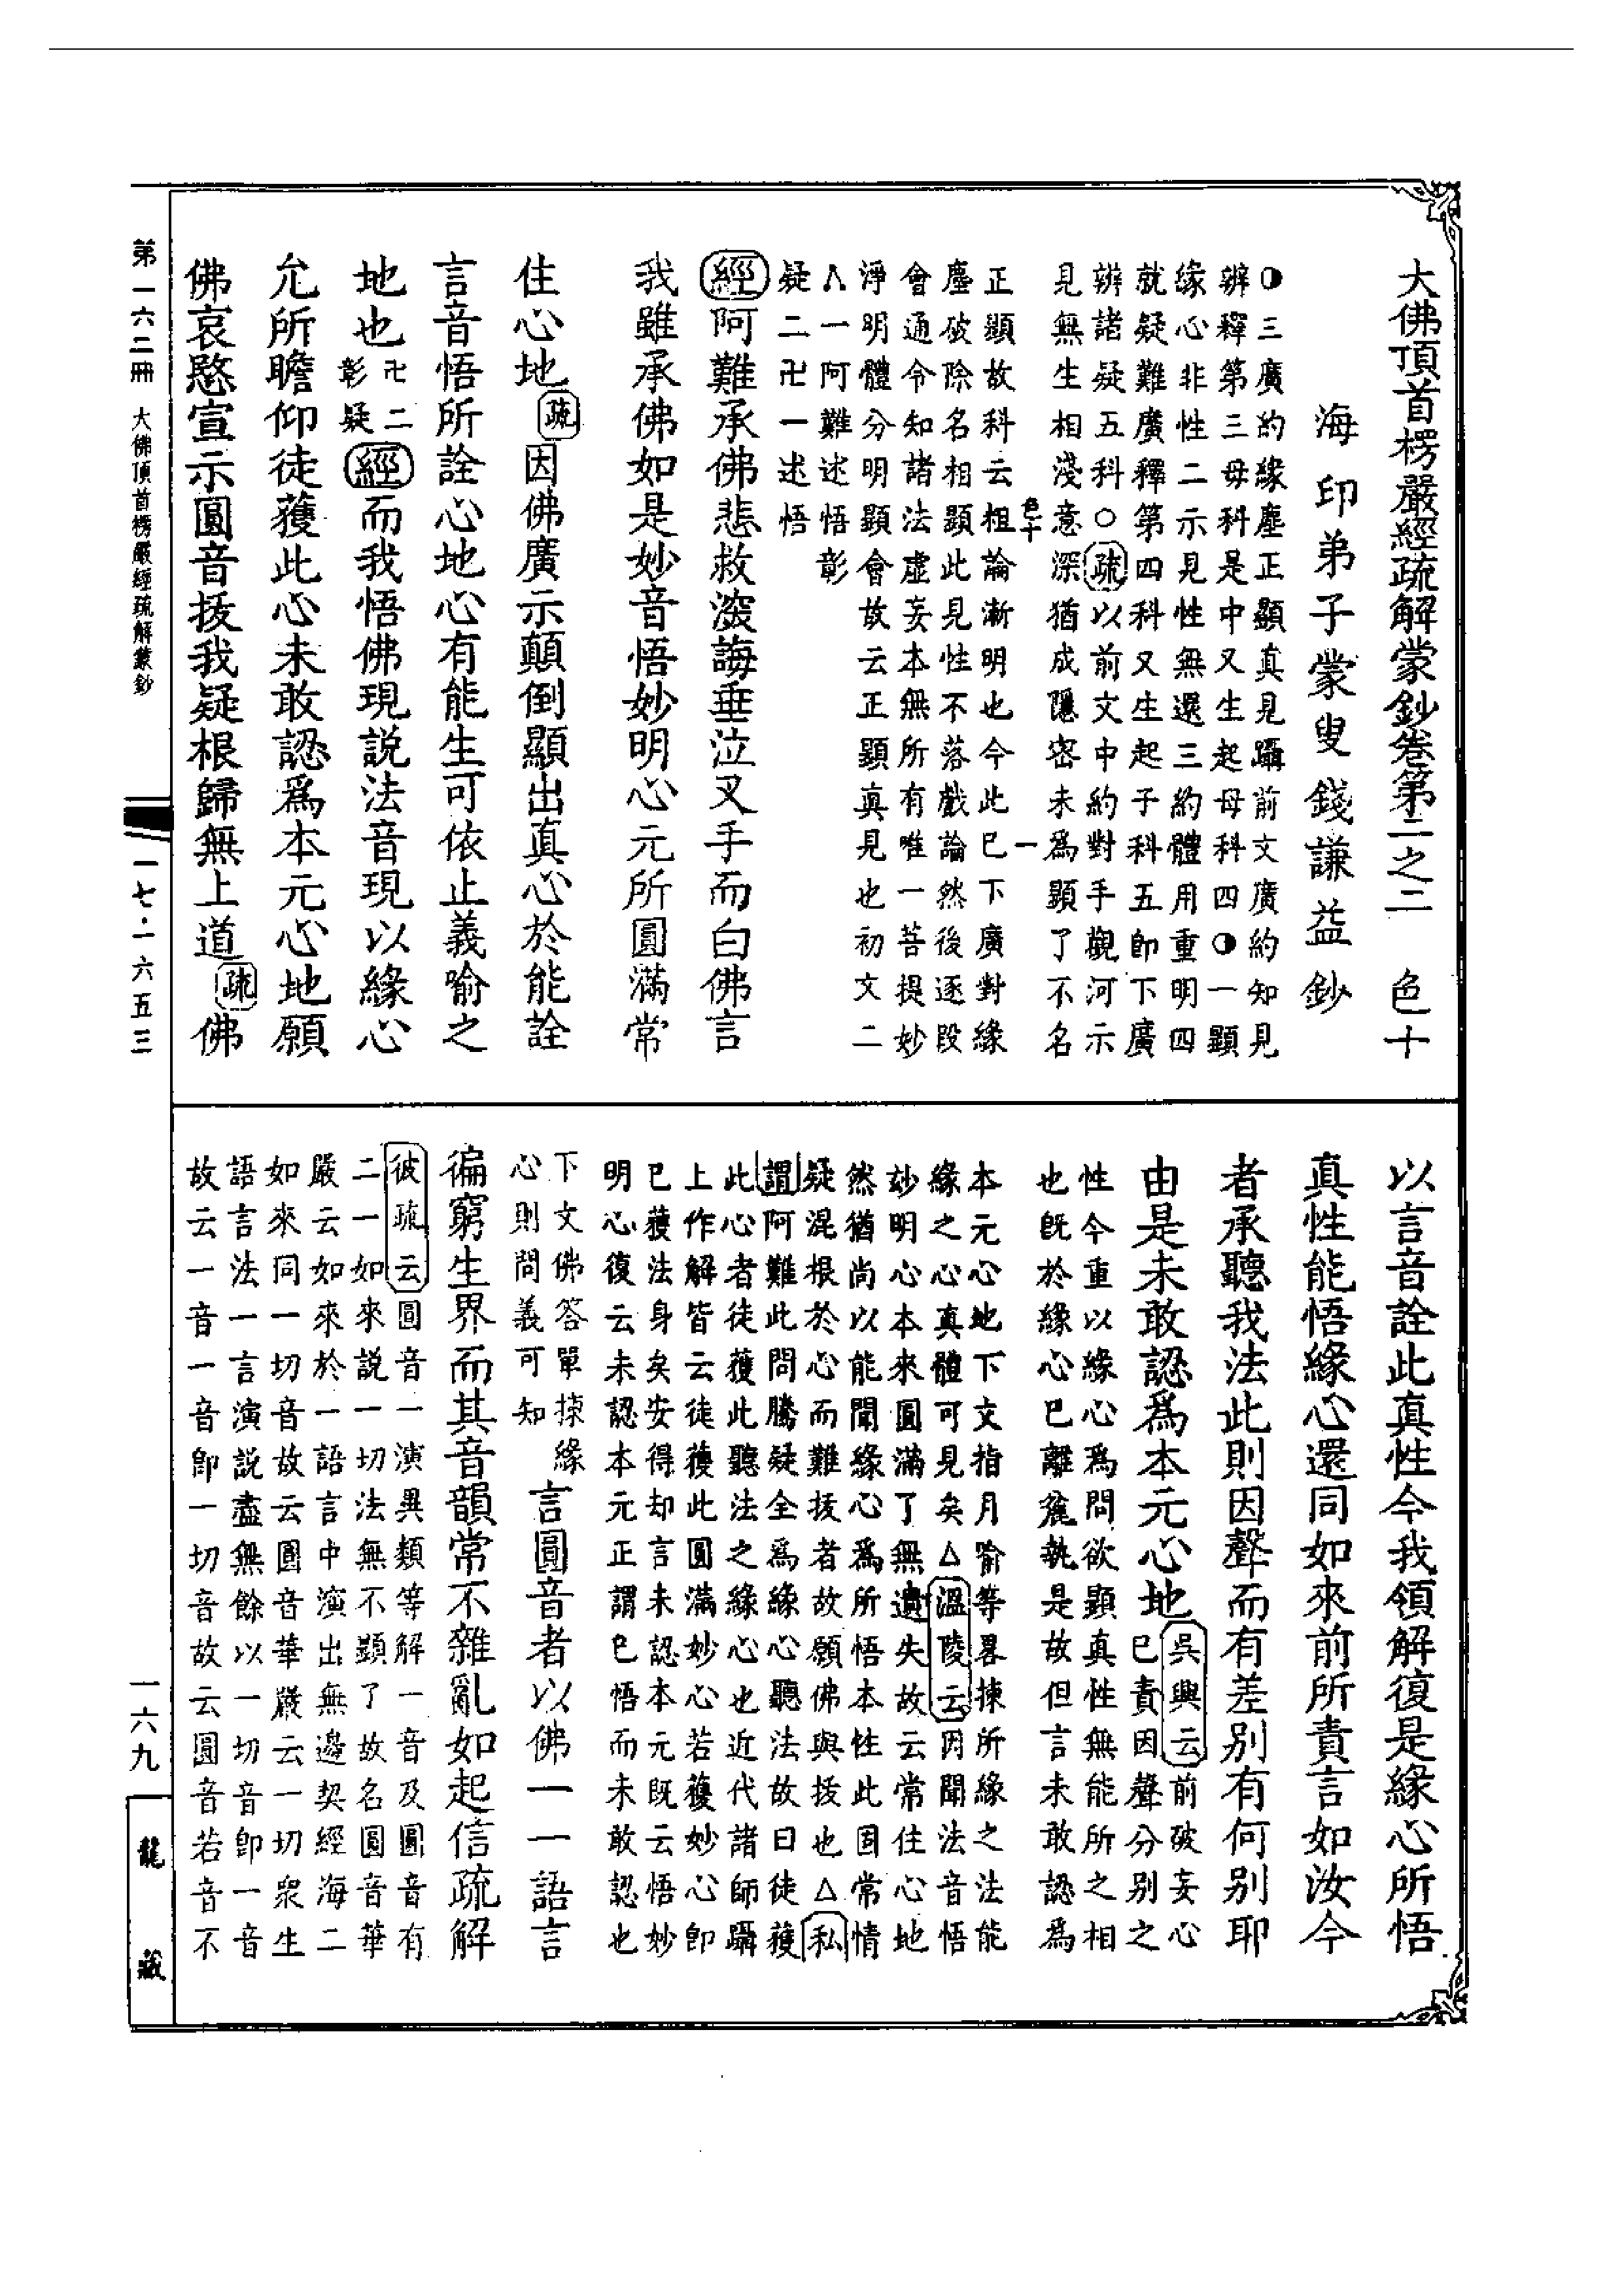 大佛頂首楞嚴經疏解蒙鈔卷第二之二　色十
海印弟子蒙叟錢謙益鈔
◑三廣約緣塵正顯真見躡前文廣約知見
辨釋第三毋科是中又生起母科四◑一顯
緣心非性二示見性無還三約體用重明四
就疑難廣釋第四科又生起子科五即下廣
辨諸疑五科○疏以前文中約對手觀河示
見無生相淺意深猶成隱密未為顯了不名
色十　一
正顯故科云粗論漸明也今此已下廣對緣
塵破除名相顯此見性不落戲論然後逐段
會通令知諸法虛妄本無所有唯一菩提妙
淨明體分明顯會故云正顯真見也初文二
⼋一阿難述悟彰
疑二卍一述悟
經阿難承佛悲救深誨垂泣叉手而白佛言
我雖承佛如是妙音悟妙明心元所圓滿常
住心地疏因佛廣示顛倒顯出真心於能詮
言音悟所詮心地心有能生可依止義喻之
地也卍二彰疑經而我悟佛現說法音現以緣心
允所瞻仰徒獲此心未敢認爲本元心地願
佛哀愍宣示圓音拔我疑根歸無上道疏佛
以言音詮此真性今我領解復是緣心所悟
真性能悟緣心還同如來前所責言如汝今
者承聽我法此則因聲而有差别有何别耶
由是未敢認爲本元心地吳興云前破妄心已責因聲分别之
性今重以緣心爲問欲顯真性無能所之相
也旣於緣心已離麁執是故但言未敢認爲
本元心地下文指月喻等畧揀所緣之法能
緣之心真體可見矣△溫陵云因聞法音悟
妙明心本來圓滿了無遺失故云常住心地
然猶尚以能聞緣心爲所悟本性此固常情
疑混根於心而難拔者故願佛與拔也△私
謂阿難此問騰疑全爲緣心聽法故曰徒獲
此心者徒獲此聽法之緣心也近代諸師躡
上作解皆云徒獲此圓滿妙心若獲妙心即
已獲法身矣安得却言未認本元既云悟妙
明心復云未認本元正謂已悟而未敢認也
下文佛答單揀緣心則問義可知言圓音者以佛一一語言
徧窮生界而其音韻常不雜亂如起信疏解
彼疏云圓音一演異類等解一音及圓音有
二一如來說一切法無不顯了故名圓音華
嚴云如來於一語言中演出無邊契經海二
如來同一切音故云圓音華嚴云一切衆生
語言法一言演說盡無餘以一切音即一音
故云一音一音卽一切音故云圓音若音不
第一六二冊　大佛頂首楞嚴經疏解蒙鈔
一七·一六五三
一六九
龍藏